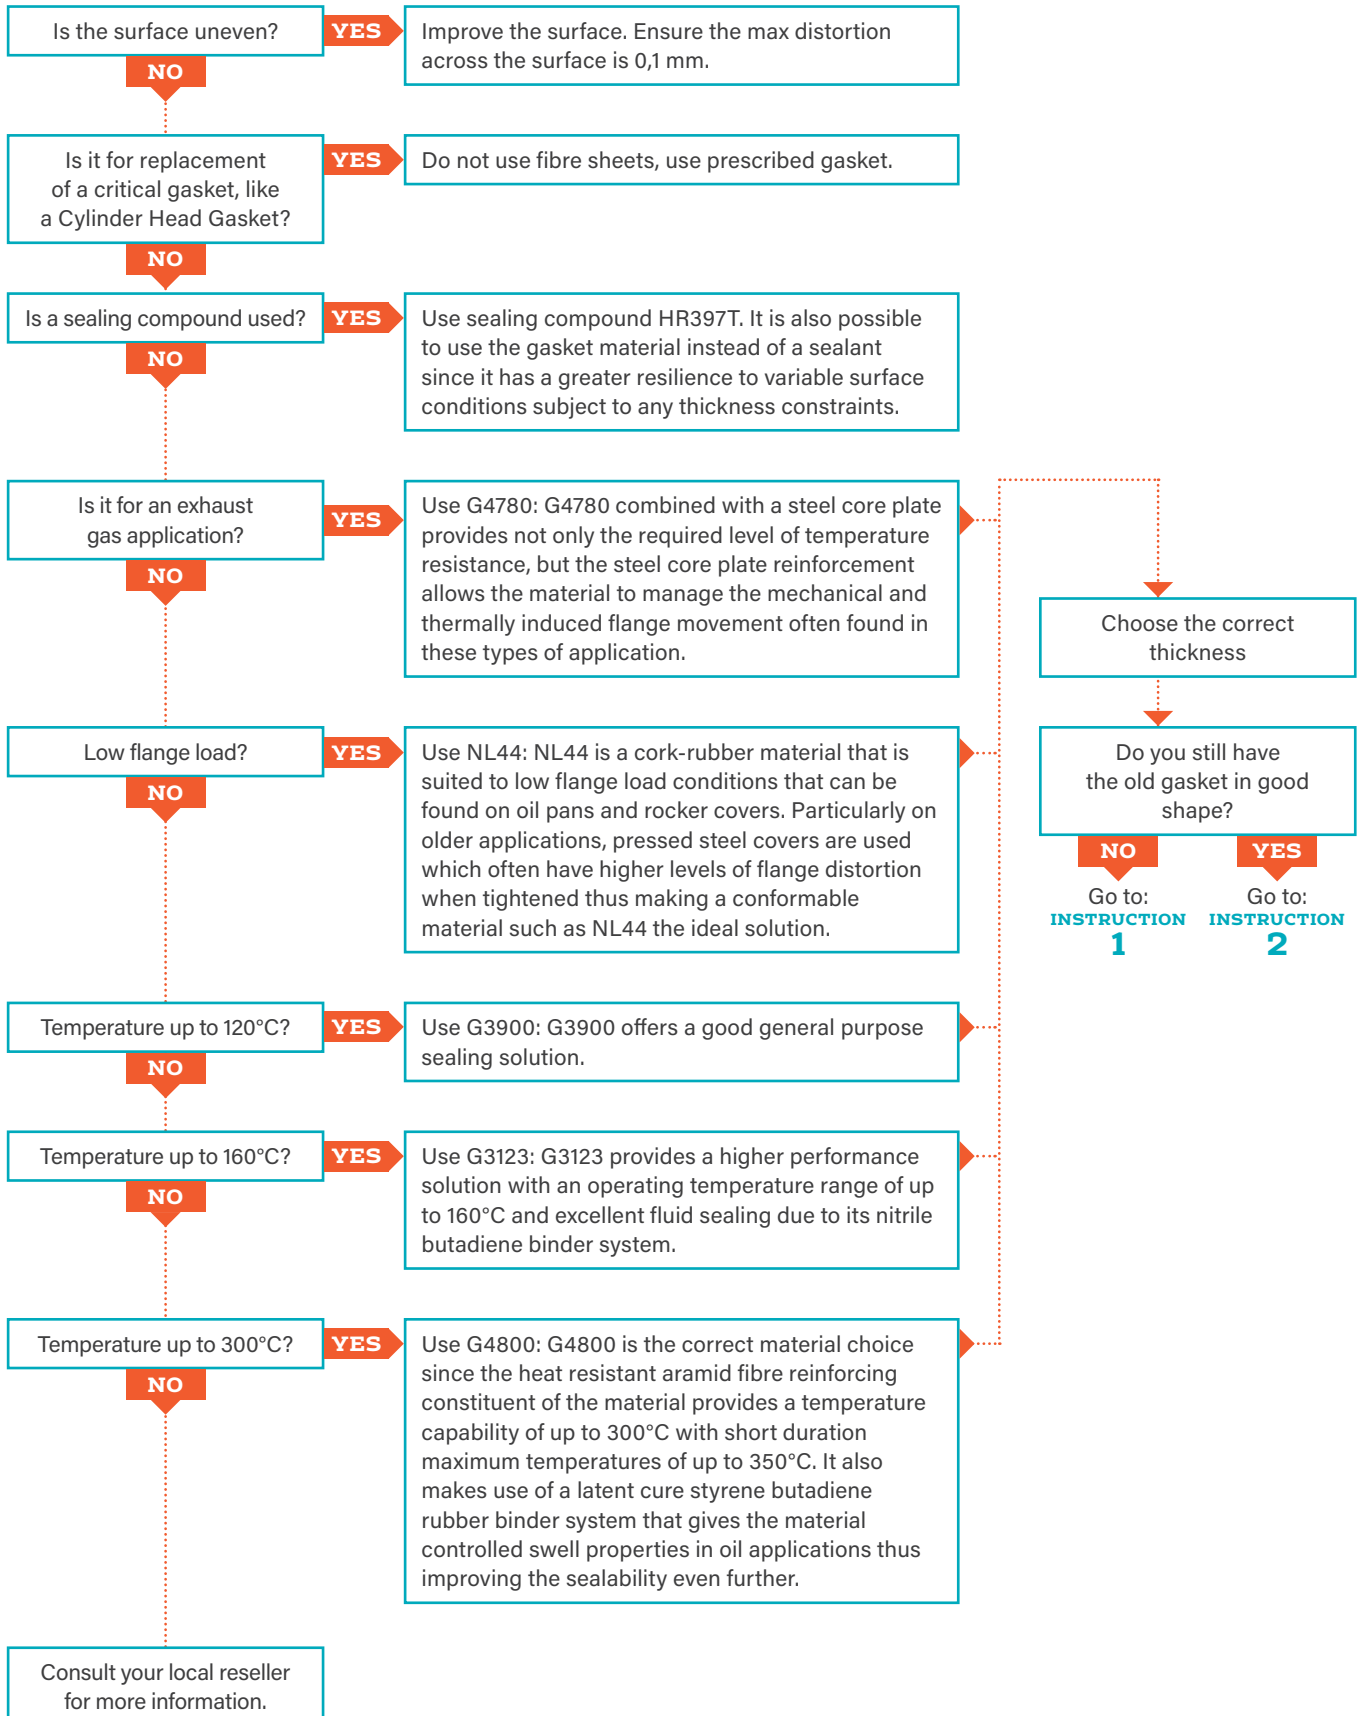 Is the surface uneven?
YES
Improve the surface. Ensure the max distortion
across the surface is 0,1 mm.
NO
Is it for replacement
of a critical gasket, like
a Cylinder Head Gasket?
YES
Do not use fibre sheets, use prescribed gasket.
NO
Is a sealing compound used?
YES
Use sealing compound HR397T. It is also possible
to use the gasket material instead of a sealant
since it has a greater resilience to variable surface
conditions subject to any thickness constraints.
NO
Is it for an exhaust
gas application?
YES
Use G4780: G4780 combined with a steel core plate
provides not only the required level of temperature
resistance, but the steel core plate reinforcement
allows the material to manage the mechanical and
thermally induced flange movement often found in
these types of application.
NO
Low flange load?
YES
Use NL44: NL44 is a cork-rubber material that is
suited to low flange load conditions that can be
found on oil pans and rocker covers. Particularly on
older applications, pressed steel covers are used
which often have higher levels of flange distortion
when tightened thus making a conformable
material such as NL44 the ideal solution.
NO
Temperature up to 120°C?
YES
Use G3900: G3900 offers a good general purpose
sealing solution.
NO
Temperature up to 160°C?
YES
Use G3123: G3123 provides a higher performance
solution with an operating temperature range of up
to 160°C and excellent fluid sealing due to its nitrile
butadiene binder system.
NO
Temperature up to 300°C?
YES
Use G4800: G4800 is the correct material choice
since the heat resistant aramid fibre reinforcing
constituent of the material provides a temperature
capability of up to 300°C with short duration
maximum temperatures of up to 350°C. It also
makes use of a latent cure styrene butadiene
rubber binder system that gives the material
controlled swell properties in oil applications thus
improving the sealability even further.
NO
Consult your local reseller
for more information.
Choose the correct
thickness
Do you still have
the old gasket in good
shape?
NO
Go to:
INSTRUCTION
1
YES
Go to:
INSTRUCTION
2